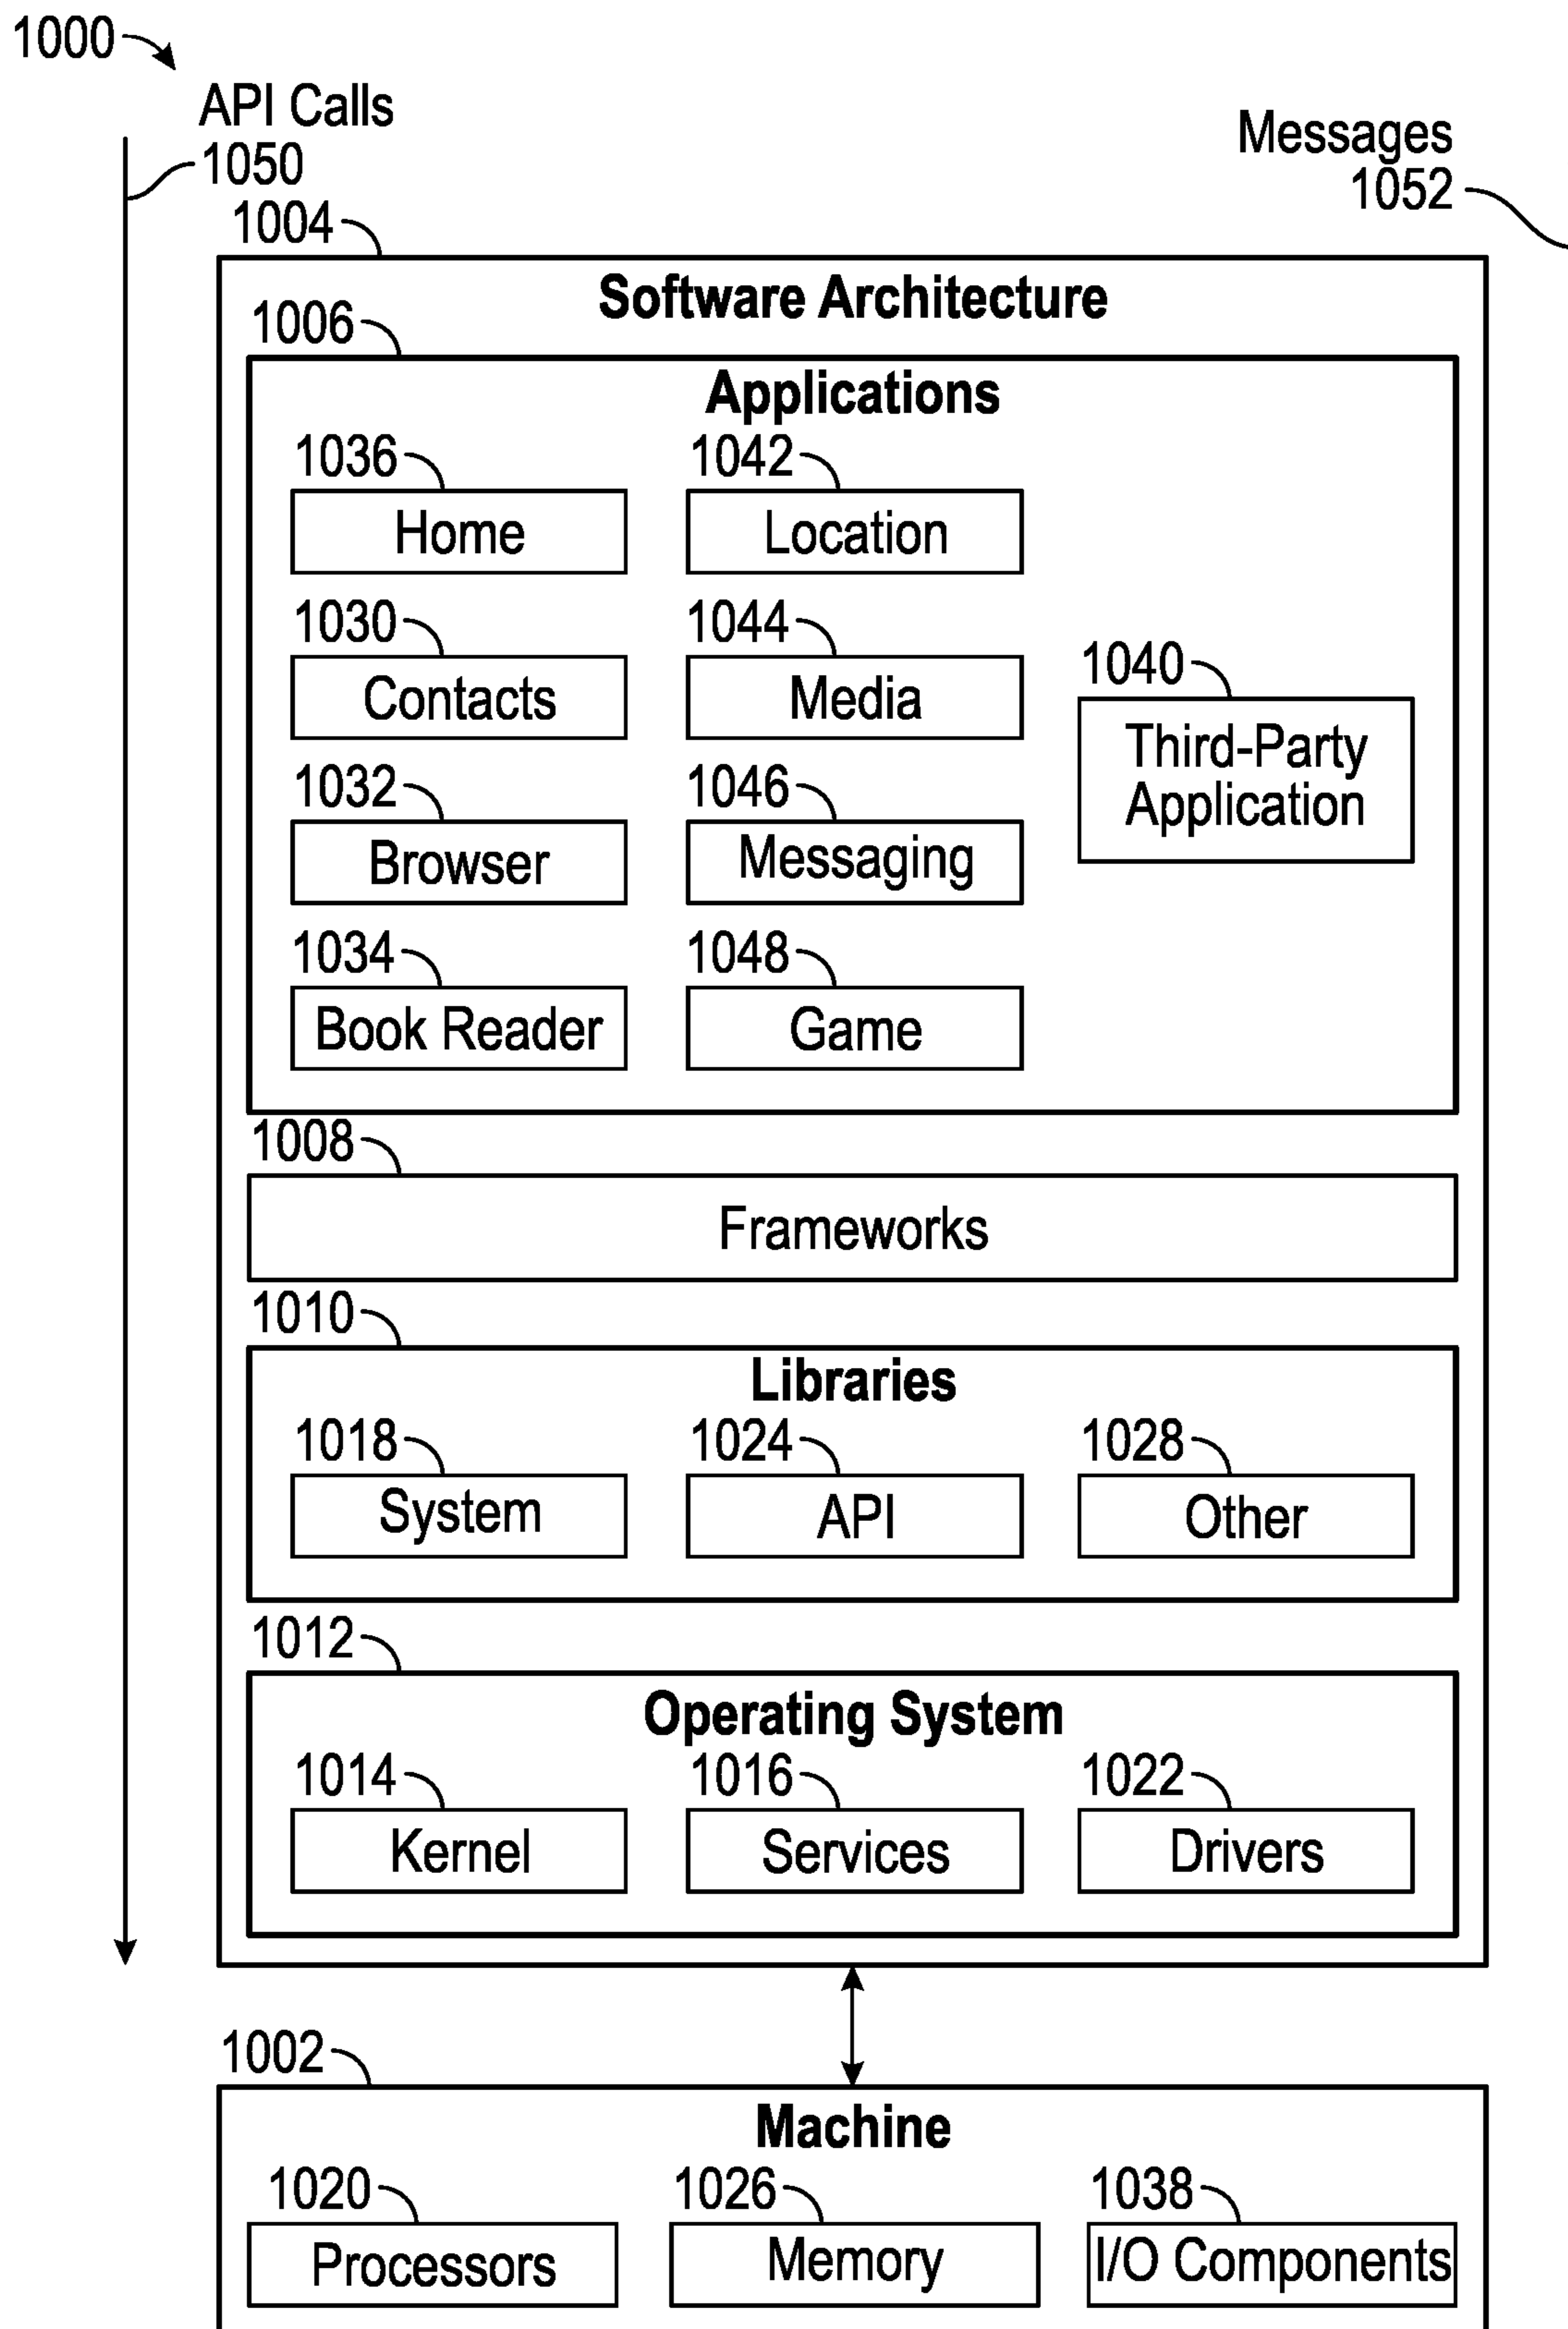 1000
API Calls
1050
Messages
1052
1004
Software Architecture
1006
Applications
1036
1042
Home
Location
1030
1044
1040
Contacts
Media
Third-Party
Application
1032
1046
Browser
Messaging
1034
1048
Book Reader
Game
1008
Frameworks
1010
Libraries
1018
1024
1028
System
API
Other
1012
Operating System
1014
1016
1022
Kernel
Services
Drivers
1002
Machine
1020
1026
1038
Processors
Memory
I/O Components